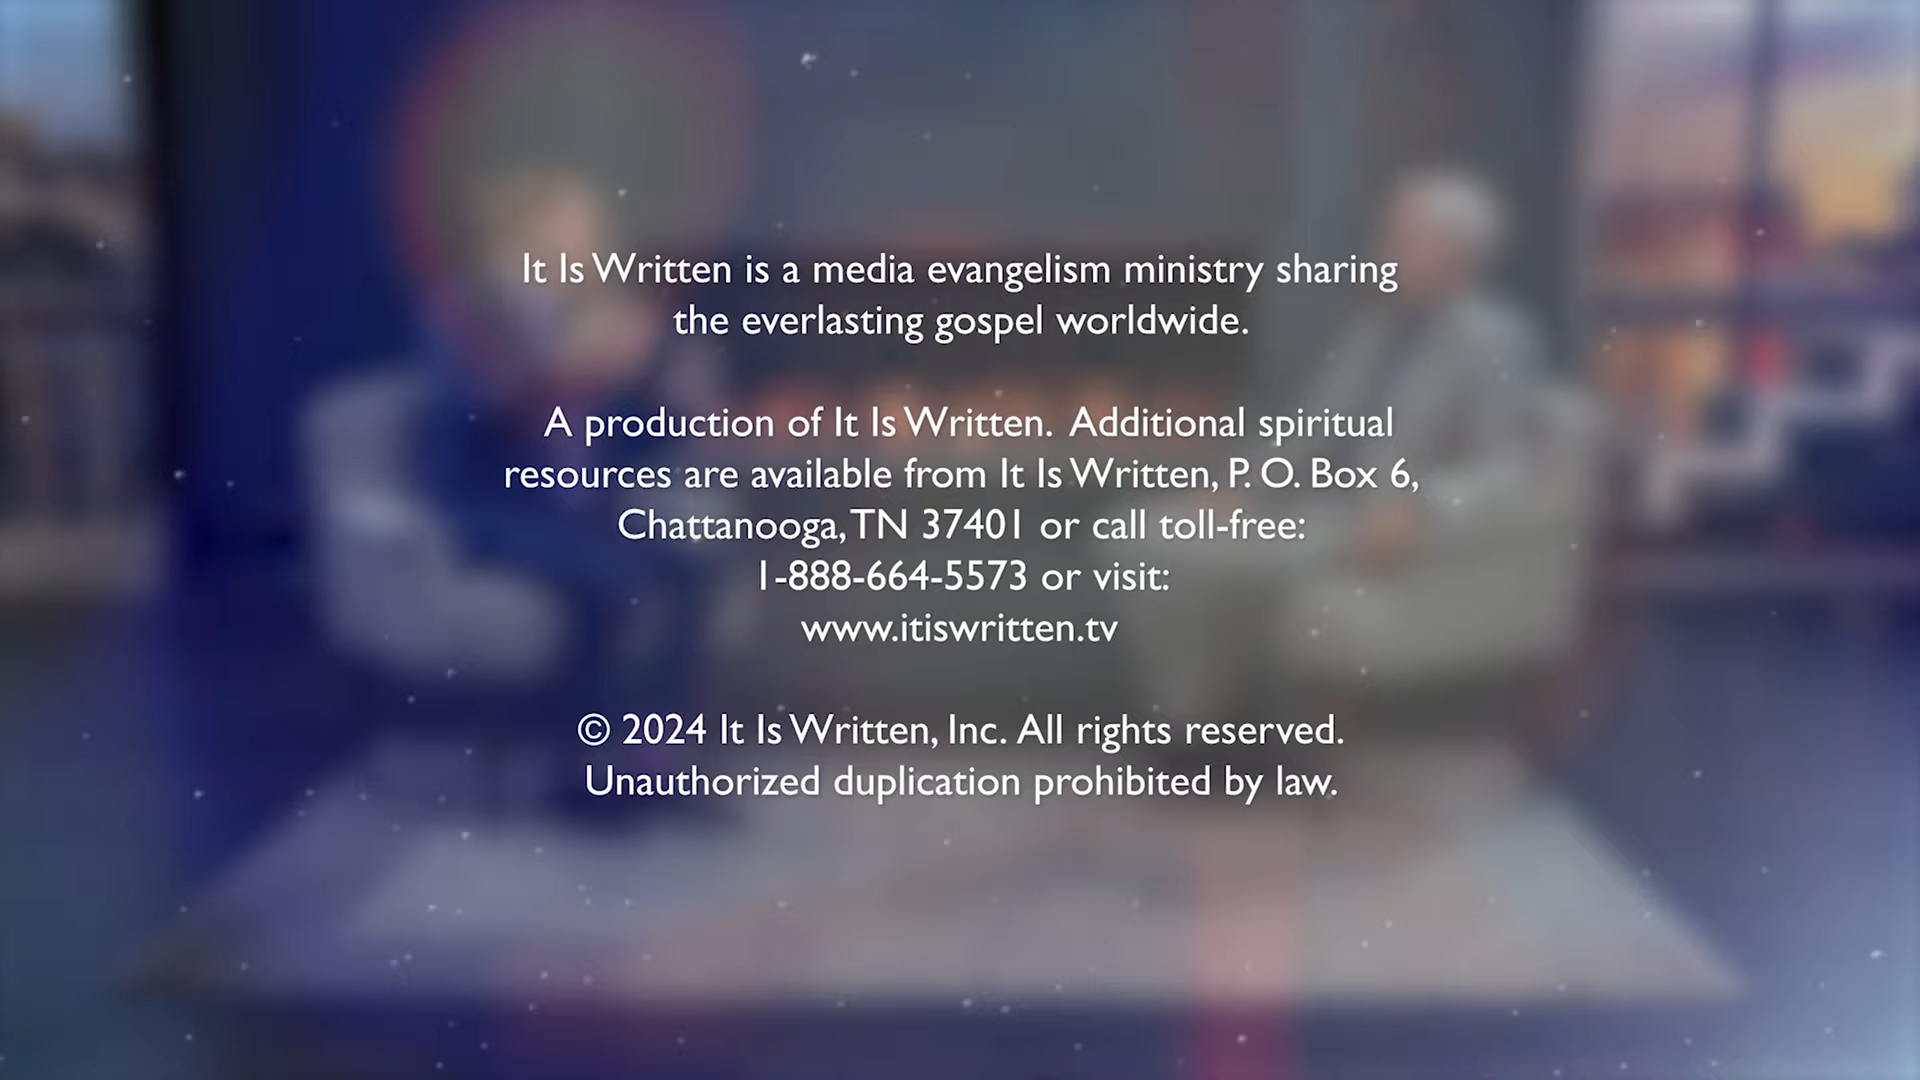 It Is Written is a media evangelism ministry sharing
the everlasting gospel worldwide.
A production of It Is Written. Additional spiritual
resources are available from It Is Written, P. O. Box 6,
Chattanooga, TN 37401 or call toll-free:
1-888-664-5573 or visit:
www.itiswritten.tv
© 2024 It Is Written, Inc. All rights reserved.
Unauthorized duplication prohibited by law.